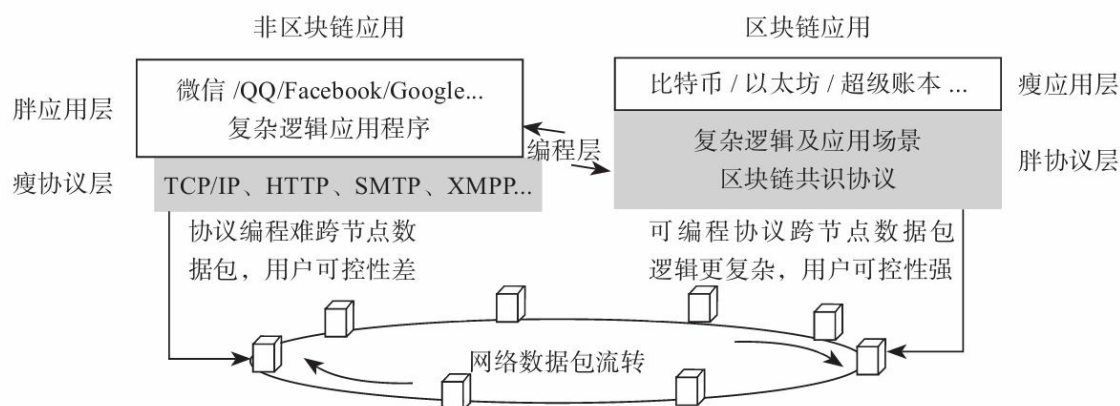 非区块链应用
区块链应用
胖应用层
微信 /QQ/Facebook/Google...
复杂逻辑应用程序
比特币 / 以太坊 / 超级账本 ...
瘦应用层
编程层
瘦协议层
TCP/IP、HTTP、SMTP、XMPP...
复杂逻辑及应用场景
区块链共识协议
胖协议层
协议编程难跨节点数
据包，用户可控性差
可编程协议跨节点数据包
逻辑更复杂，用户可控性强
网络数据包流转